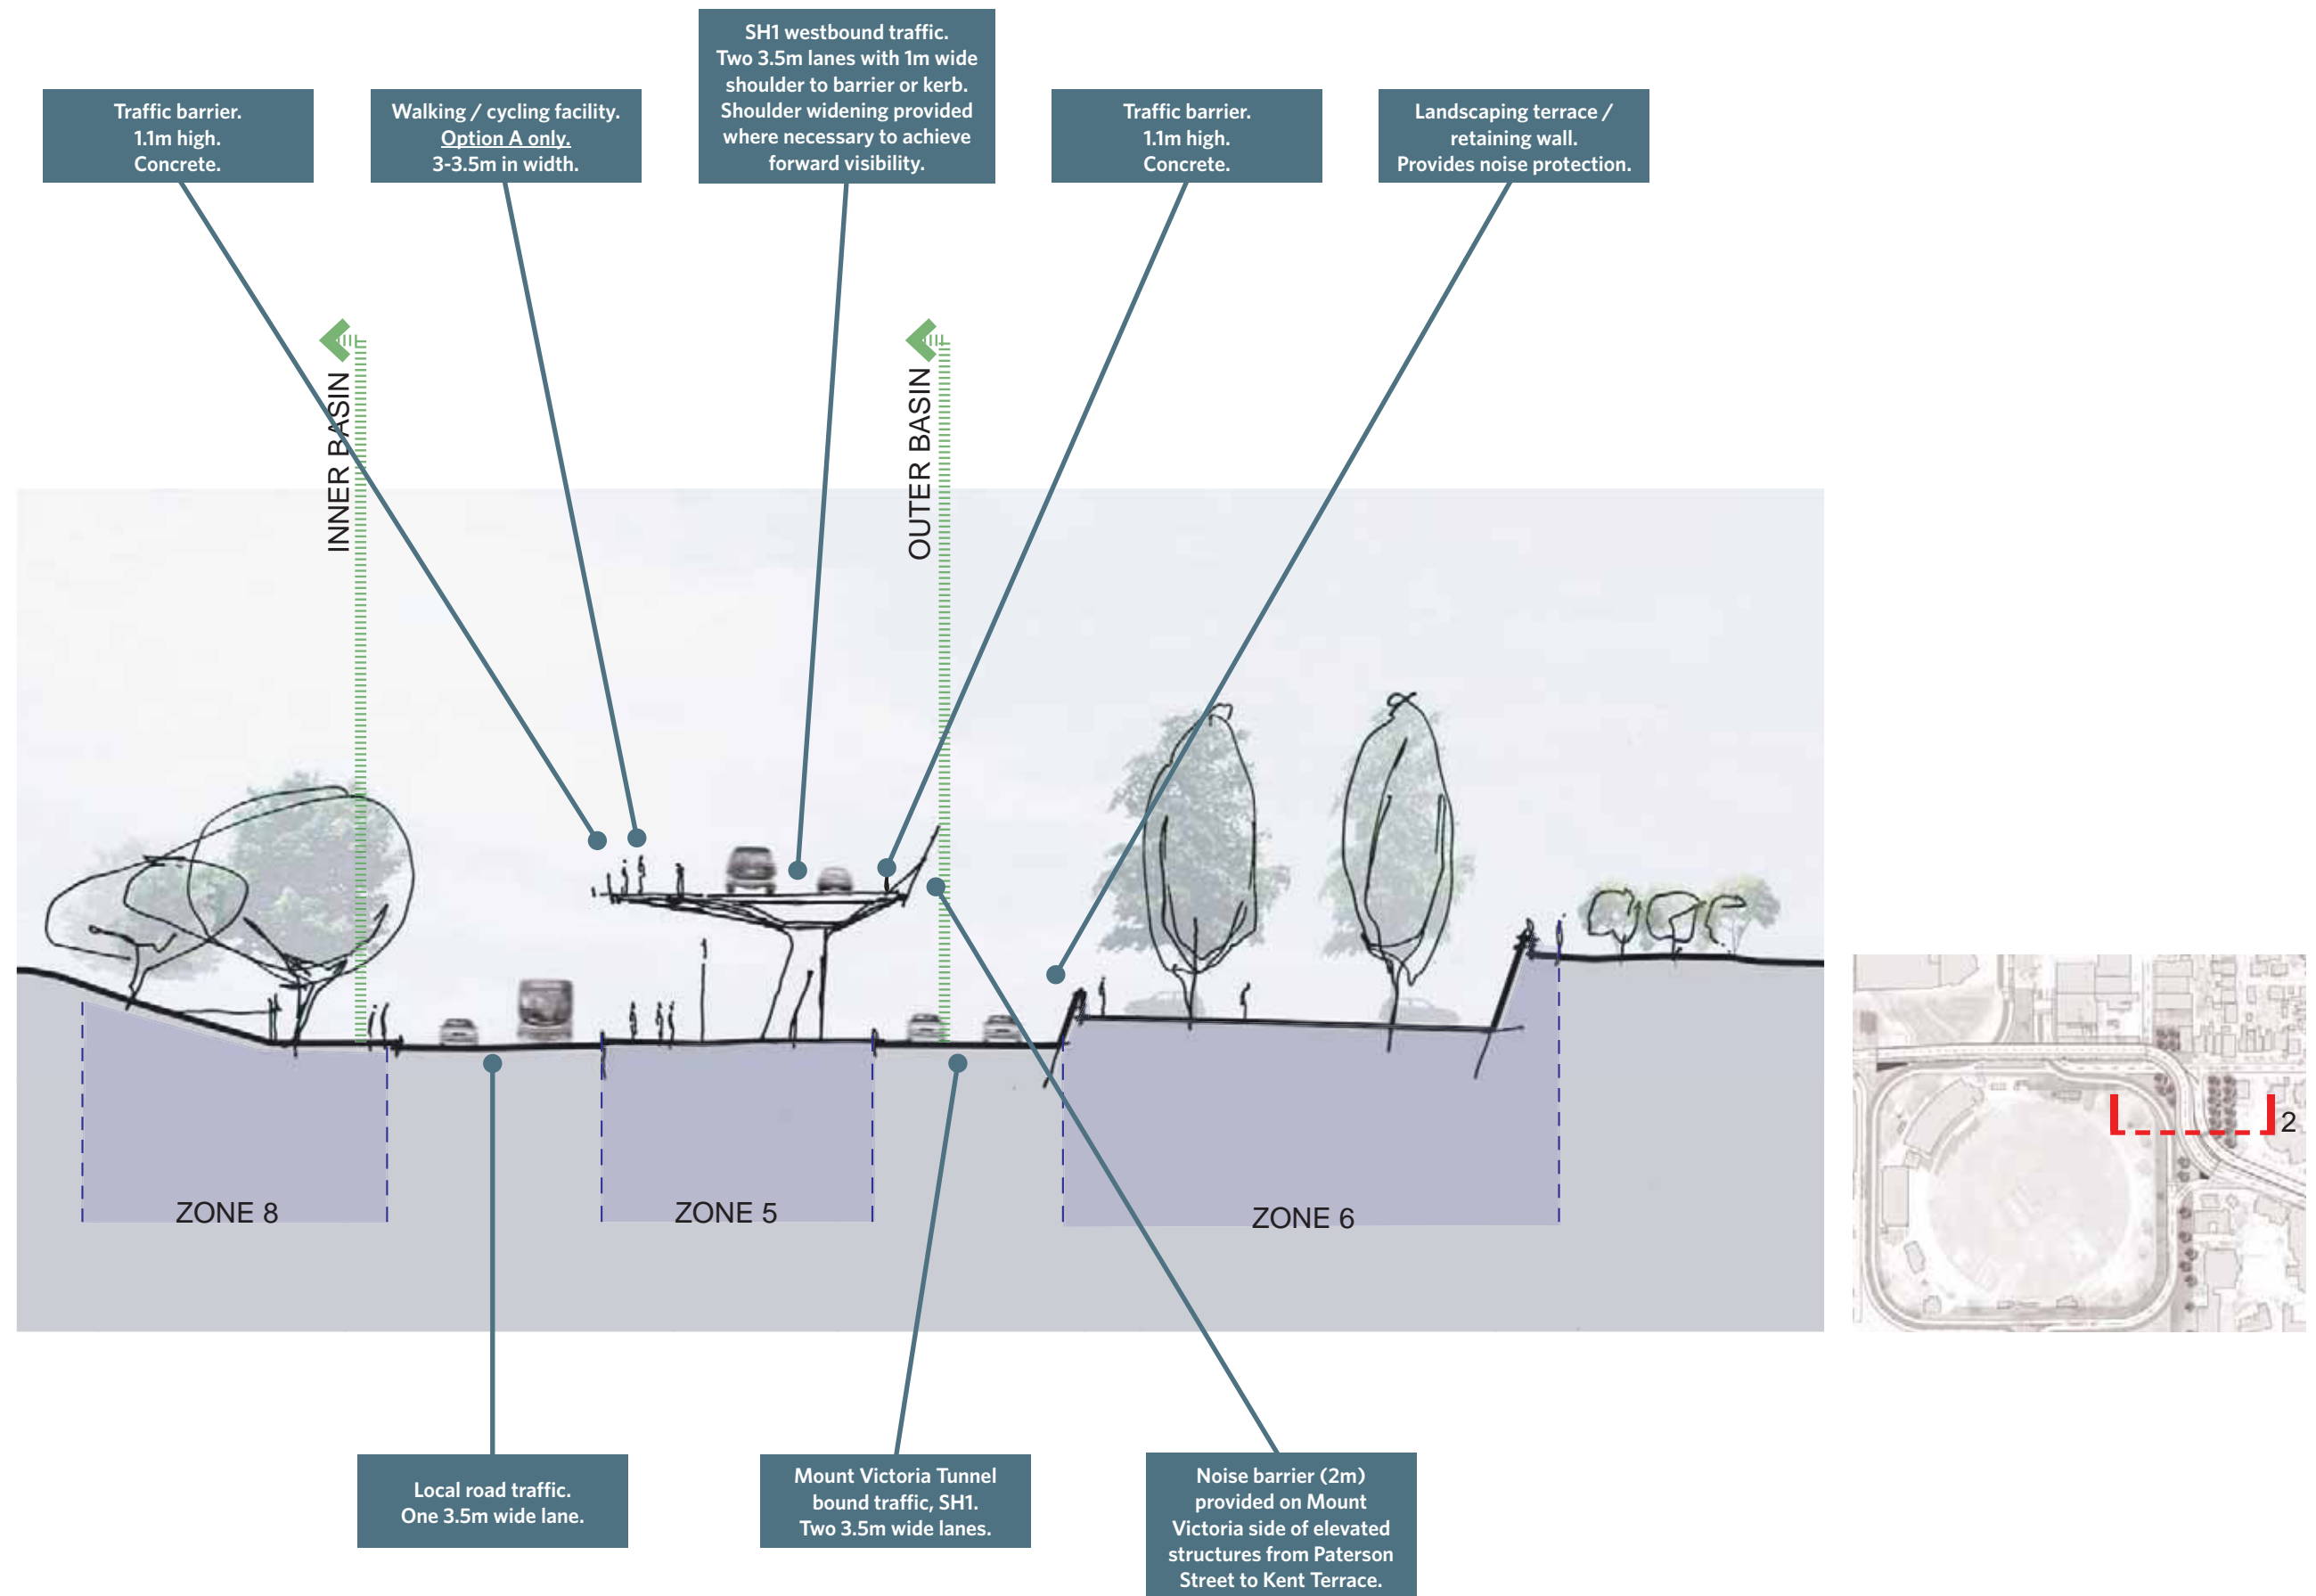 SH1 westbound traffic.
Two 3.5m lanes with 1m wide
shoulder to barrier or kerb.
Shoulder widening provided
where necessary to achieve
forward visibility.
Traffic barrier.
1.1m high.
Concrete.
Walking / cycling facility.
Option A only.
3-3.5m in width.
Traffic barrier.
1.1m high.
Concrete.
Landscaping terrace /
retaining wall.
Provides noise protection.
INNER BASIN
OUTER BASIN
2
ZONE 8
ZONE 5
ZONE 6
Local road traffic.
One 3.5m wide lane.
Mount Victoria Tunnel
bound traffic, SH1.
Two 3.5m wide lanes.
Noise barrier (2m)
provided on Mount
Victoria side of elevated
structures from Paterson
Street to Kent Terrace.